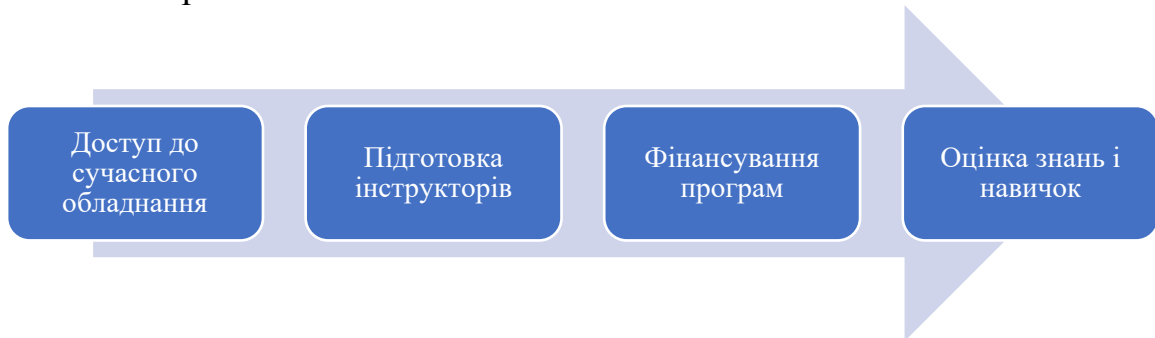 Доступ до
сучасного
обладнання
Підготовка
інструкторів
Фінансування
програм
Оцінка знань і
навичок